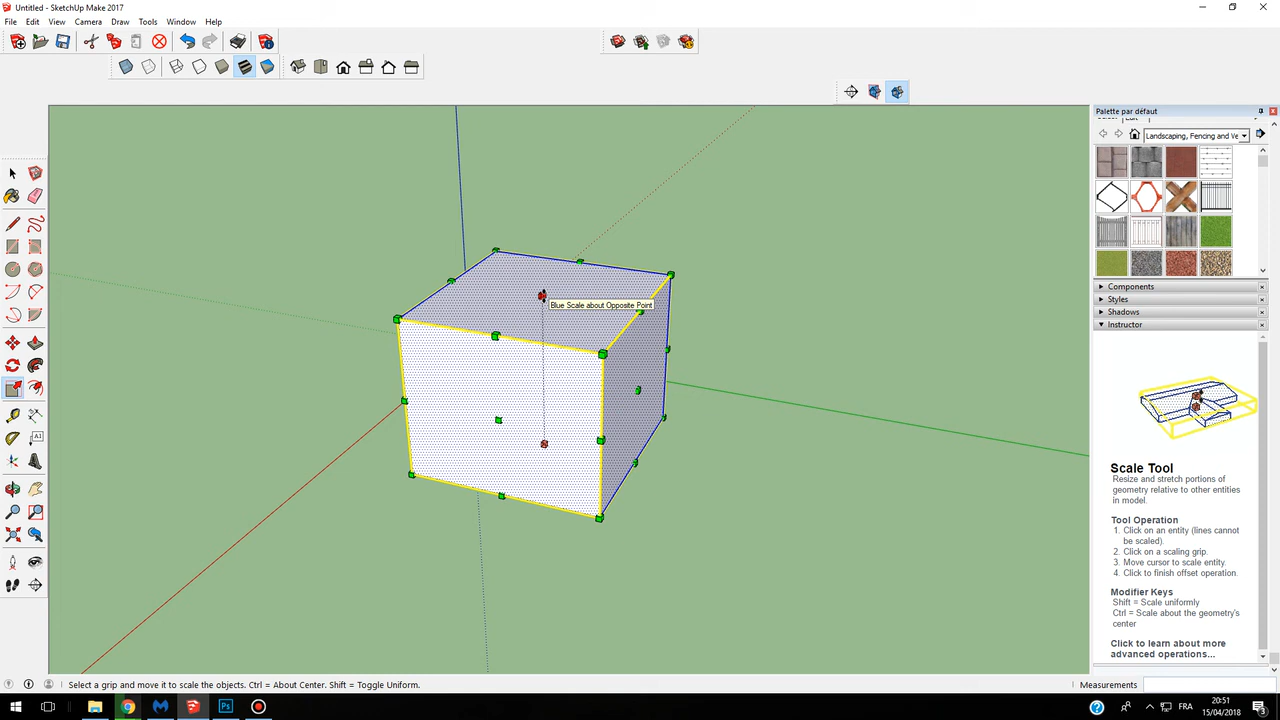 Untitled - SketchUp Make 2017
File Edit View Camera Draw Tools Window Help
Palette par défaut
Landscaping, Fencing and Ve
Blue Scale about Opposite Point
Components
Styles
Shadows
Instructor
Scale Tool
Resize and stretch portions of
geometry relative to other entities
in model.
Tool Operation
1. Click on an entity (lines cannot
be scaled).
2. Click on a scaling grip.
3. Move cursor to scale entity.
4. Click to finish offset operation.
Modifier Keys
Shift = Scale uniformly
Ctrl = Scale about the geometry's
center
Click to learn about more
advanced operations...
Select a grip and move it to scale the objects. Ctrl = About Center. Shift = Toggle Uniform.
Measurements
Ps
FRA
20:51
15/04/2018
3